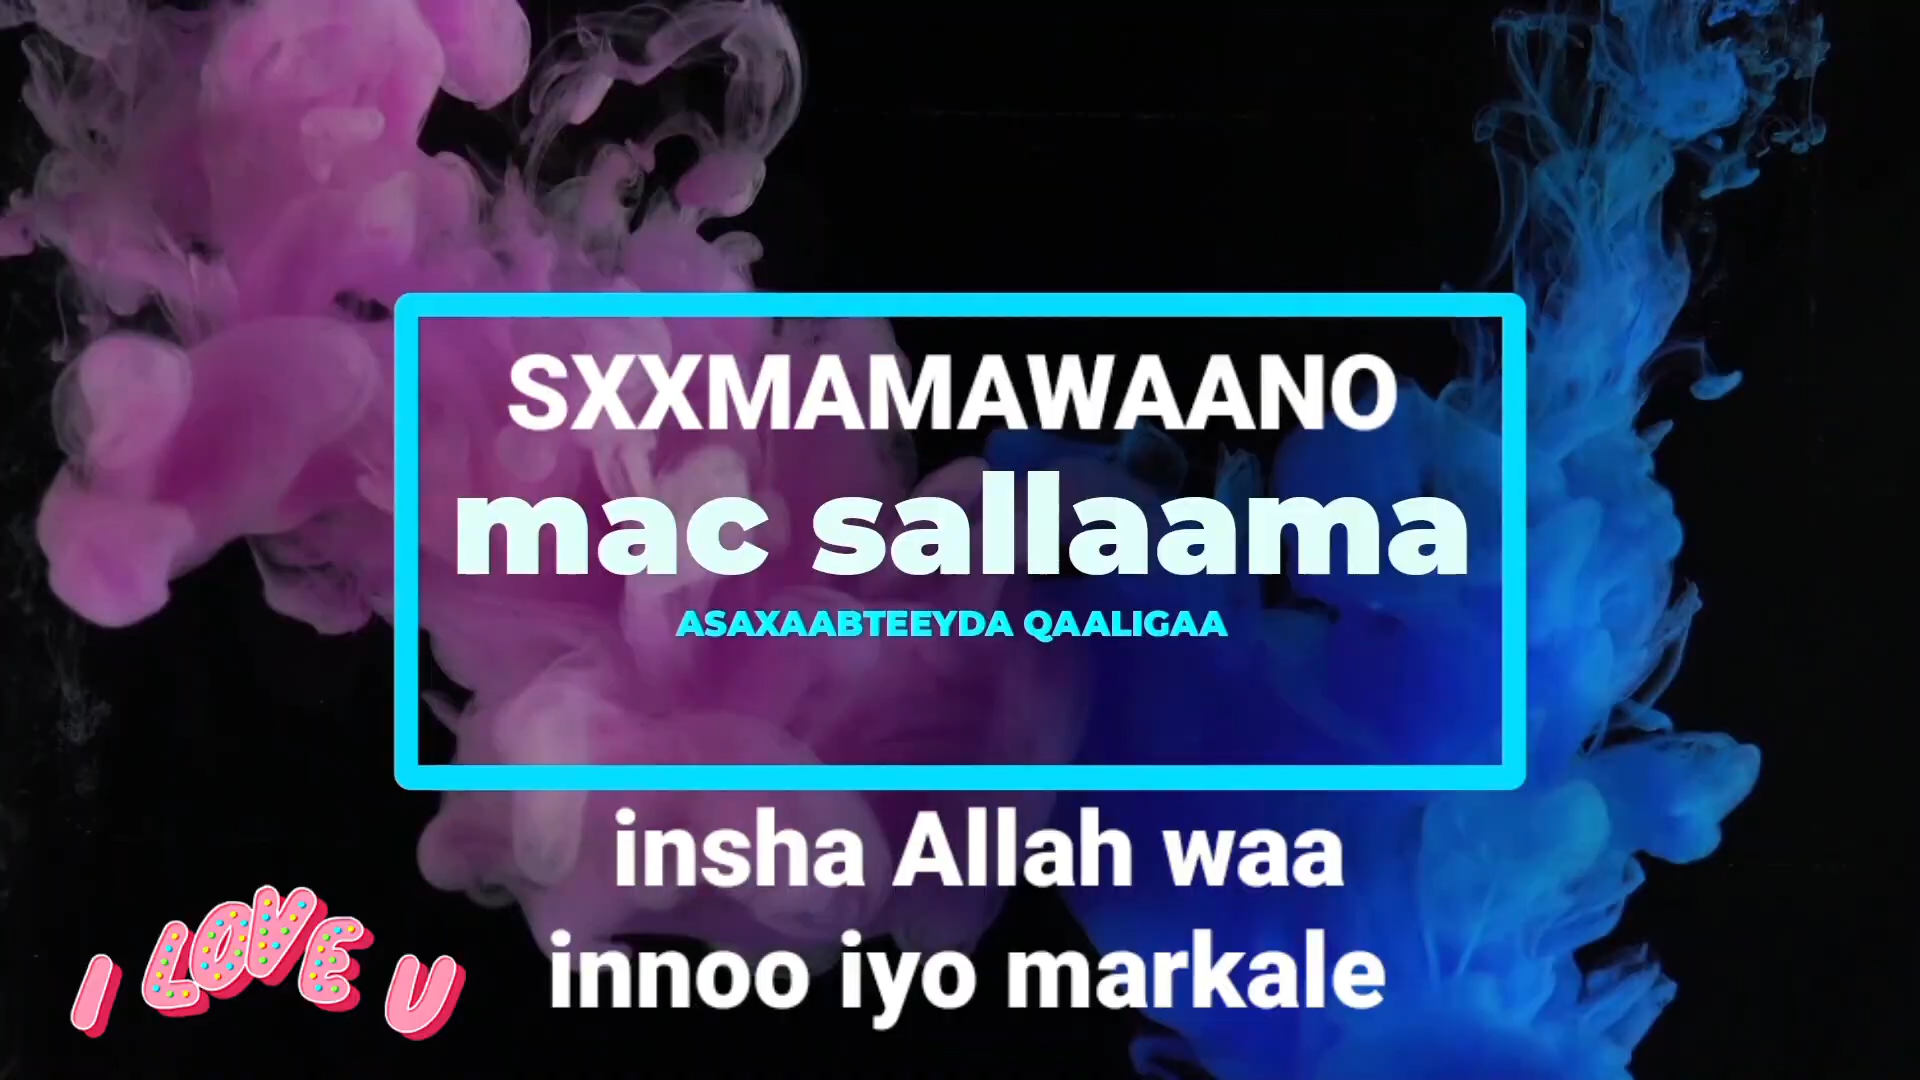 SXXMAMAWAANO
mac sallaama
ASAXAABTEEYDA QAALIGAA
insha Allah waa
innoo iyo markale
I LOVE U